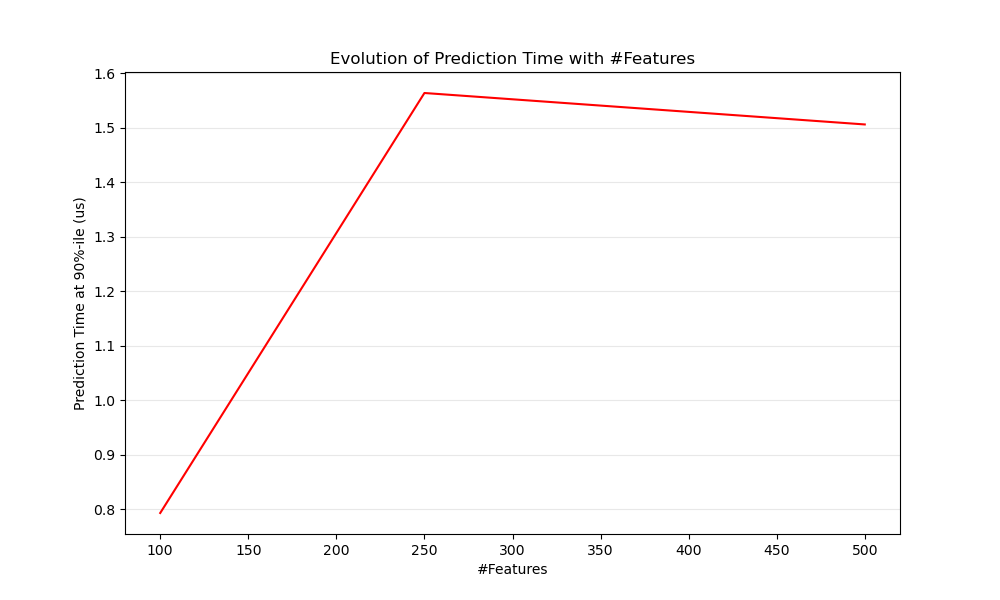 Evolution of Prediction Time with #Features
Prediction Time at 90%-ile (us)
1.6
1.5
1.4
1.3
1.2
1.1
1.0
0.9
0.8
100 150 200 250 300 350 400 450 500
#Features